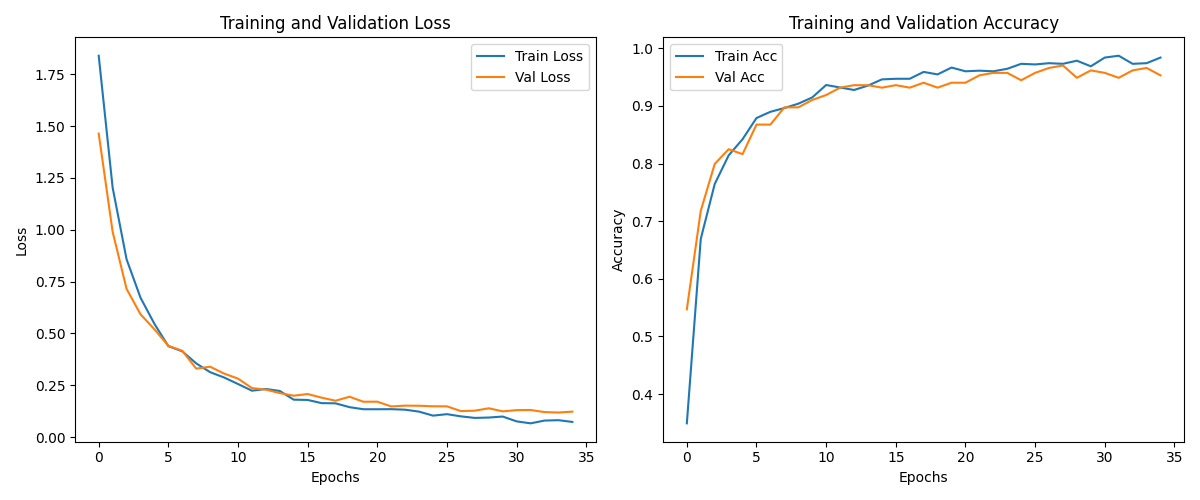 Training and Validation Loss
Train Loss
Val Loss
1.75
1.50
1.25
1.00
0.75
0.50
0.25
0.00
Loss
0 5 10 15 20 25 30 35
Epochs
Training and Validation Accuracy
Train Acc
Val Acc
1.0
0.9
0.8
0.7
0.6
0.5
0.4
Accuracy
0 5 10 15 20 25 30 35
Epochs